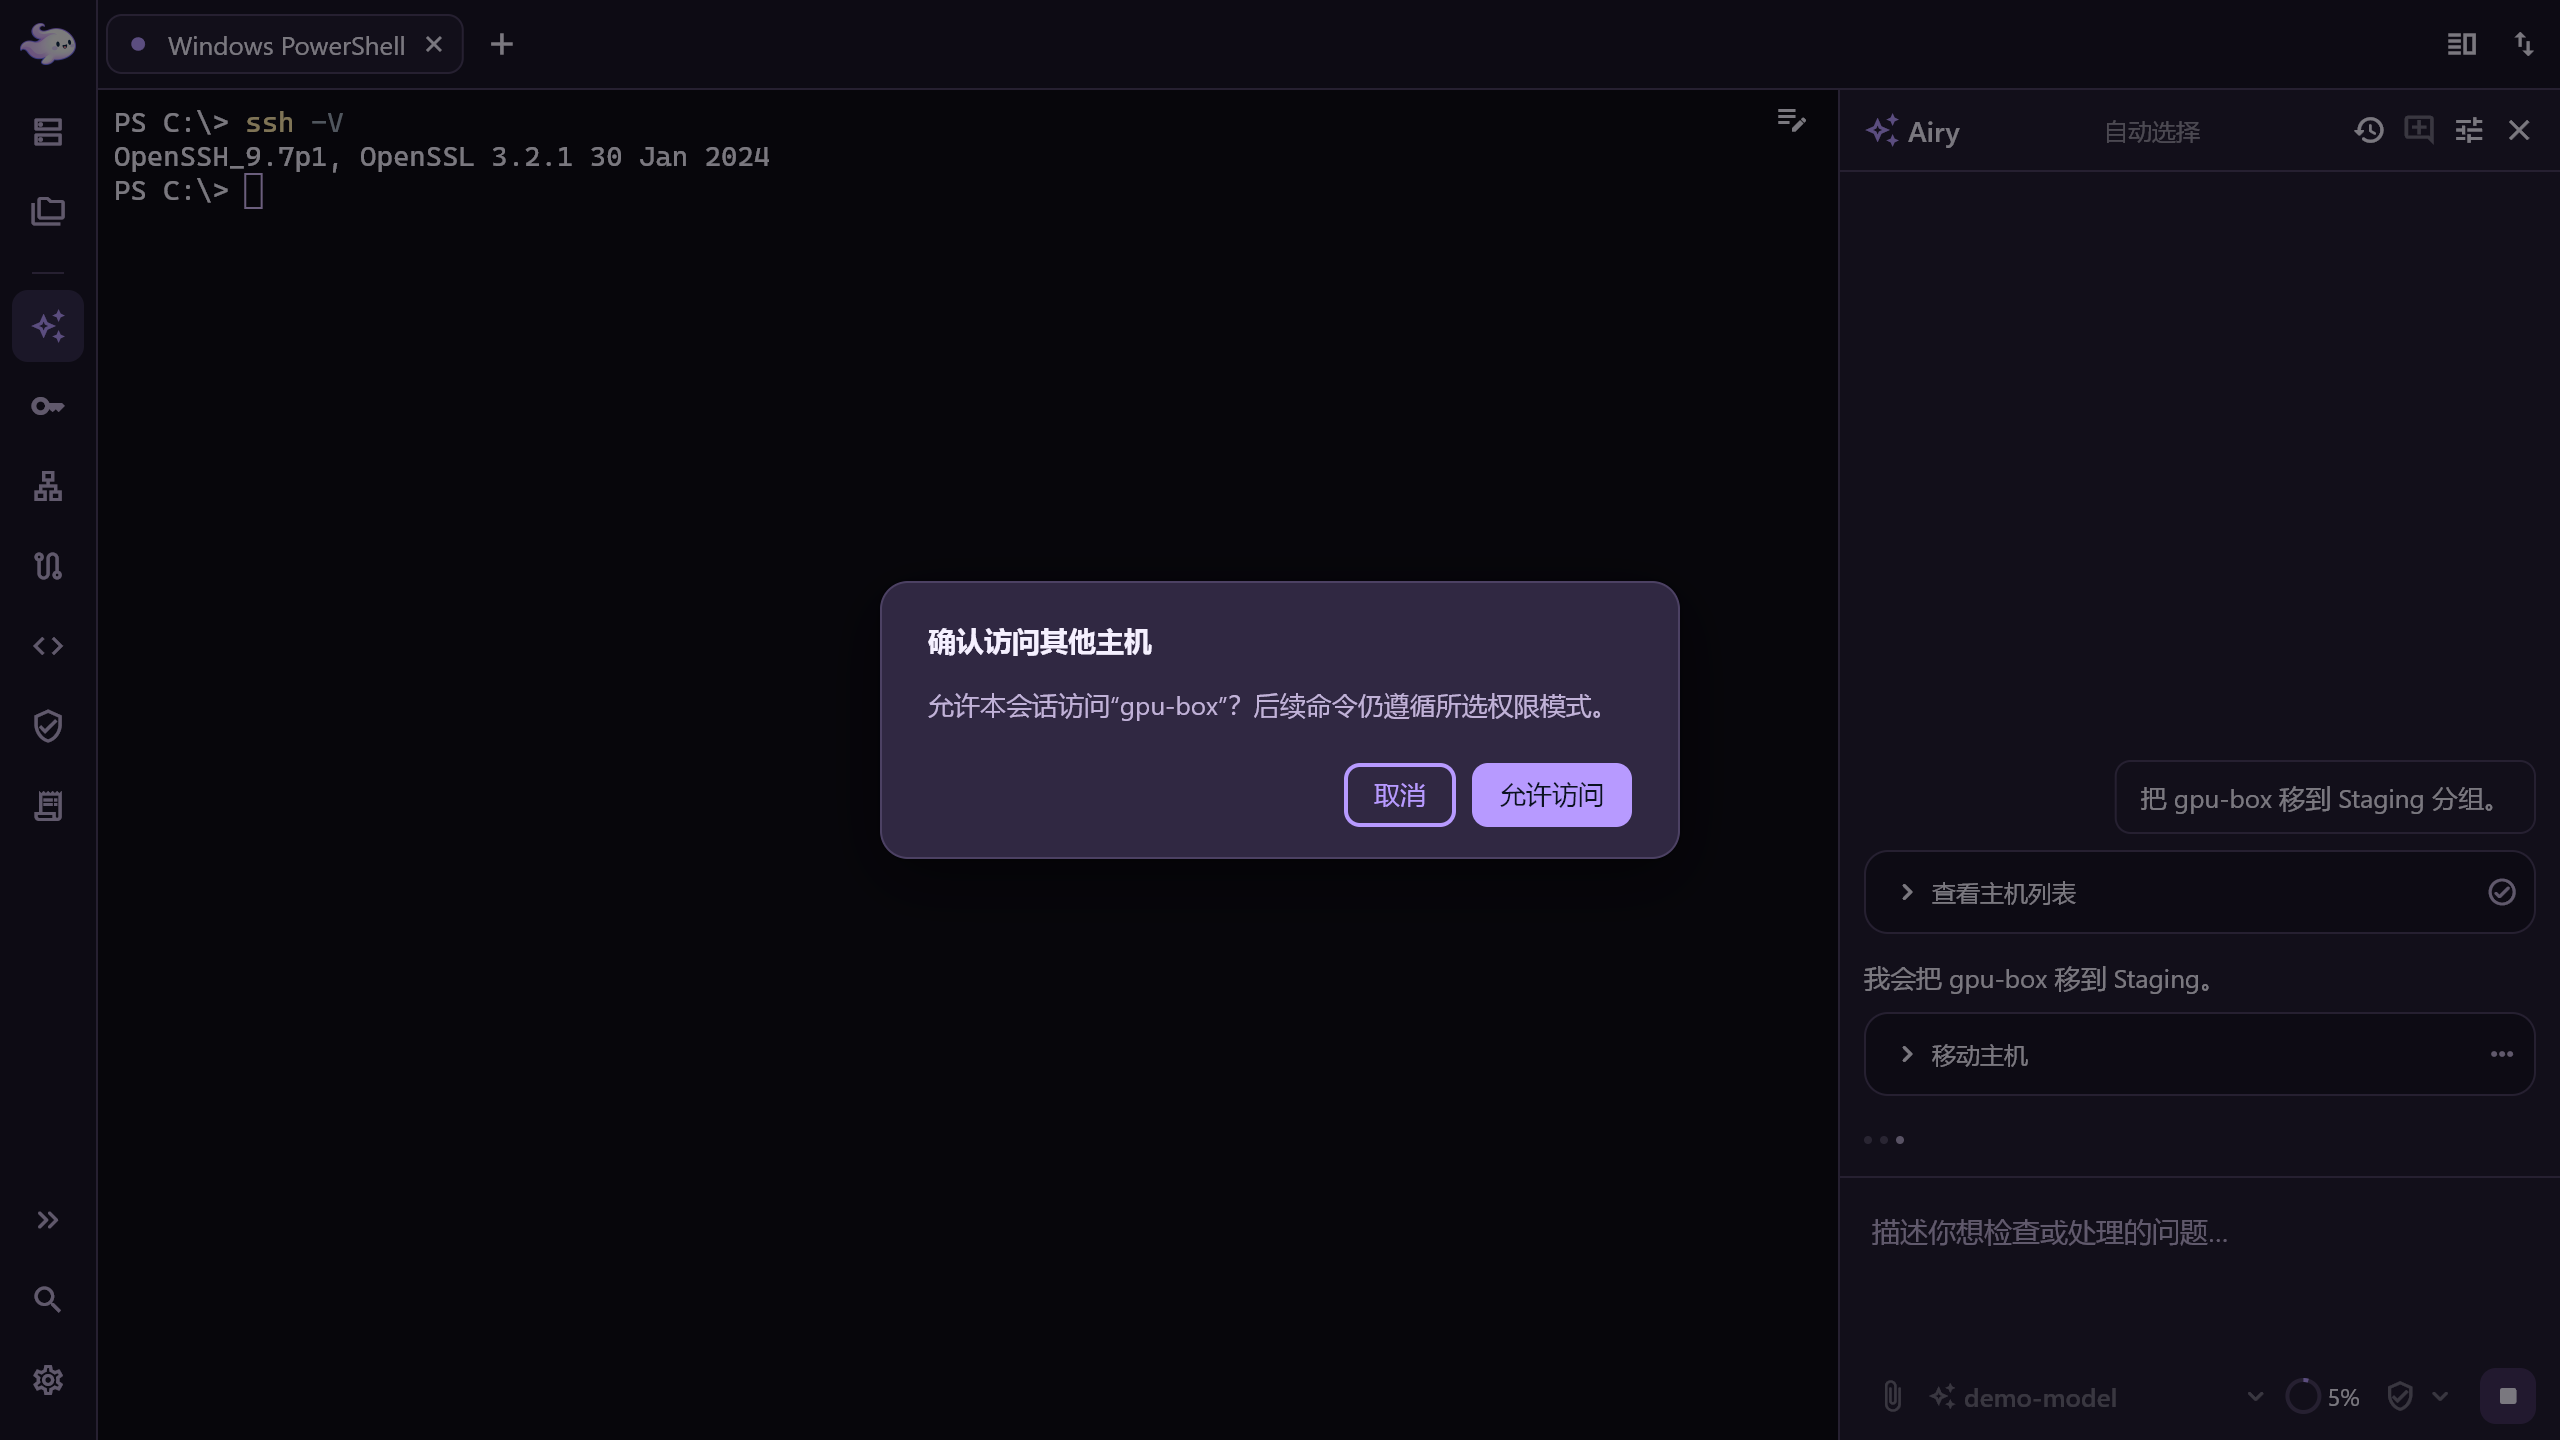 Windows PowerShell
PS C:\> ssh -V
OpenSSH_9.7p1, OpenSSL 3.2.1 30 Jan 2024
PS C:\>
Airy
自动选择
确认访问其他主机
允许本会话访问“gpu-box”？后续命令仍遵循所选权限模式。
取消
允许访问
把 gpu-box 移到 Staging 分组。
查看主机列表
我会把 gpu-box 移到 Staging。
移动主机
描述你想检查或处理的问题...
demo-model
5%